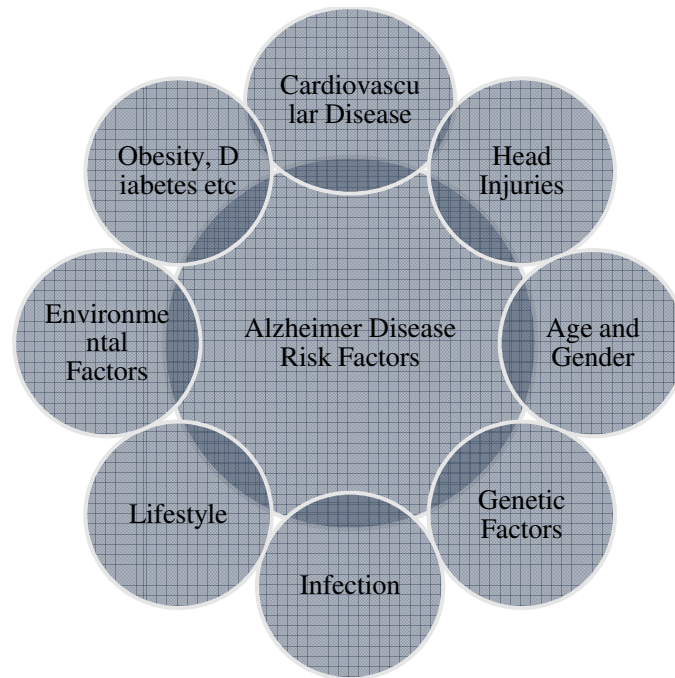 Cardiovascu
lar Disease
Head
Injuries
Age and
Gender
Genetic
Factors
Infection
Lifestyle
Environme
ntal
Factors
Obesity, D
iabetes etc
Alzheimer Disease
Risk Factors